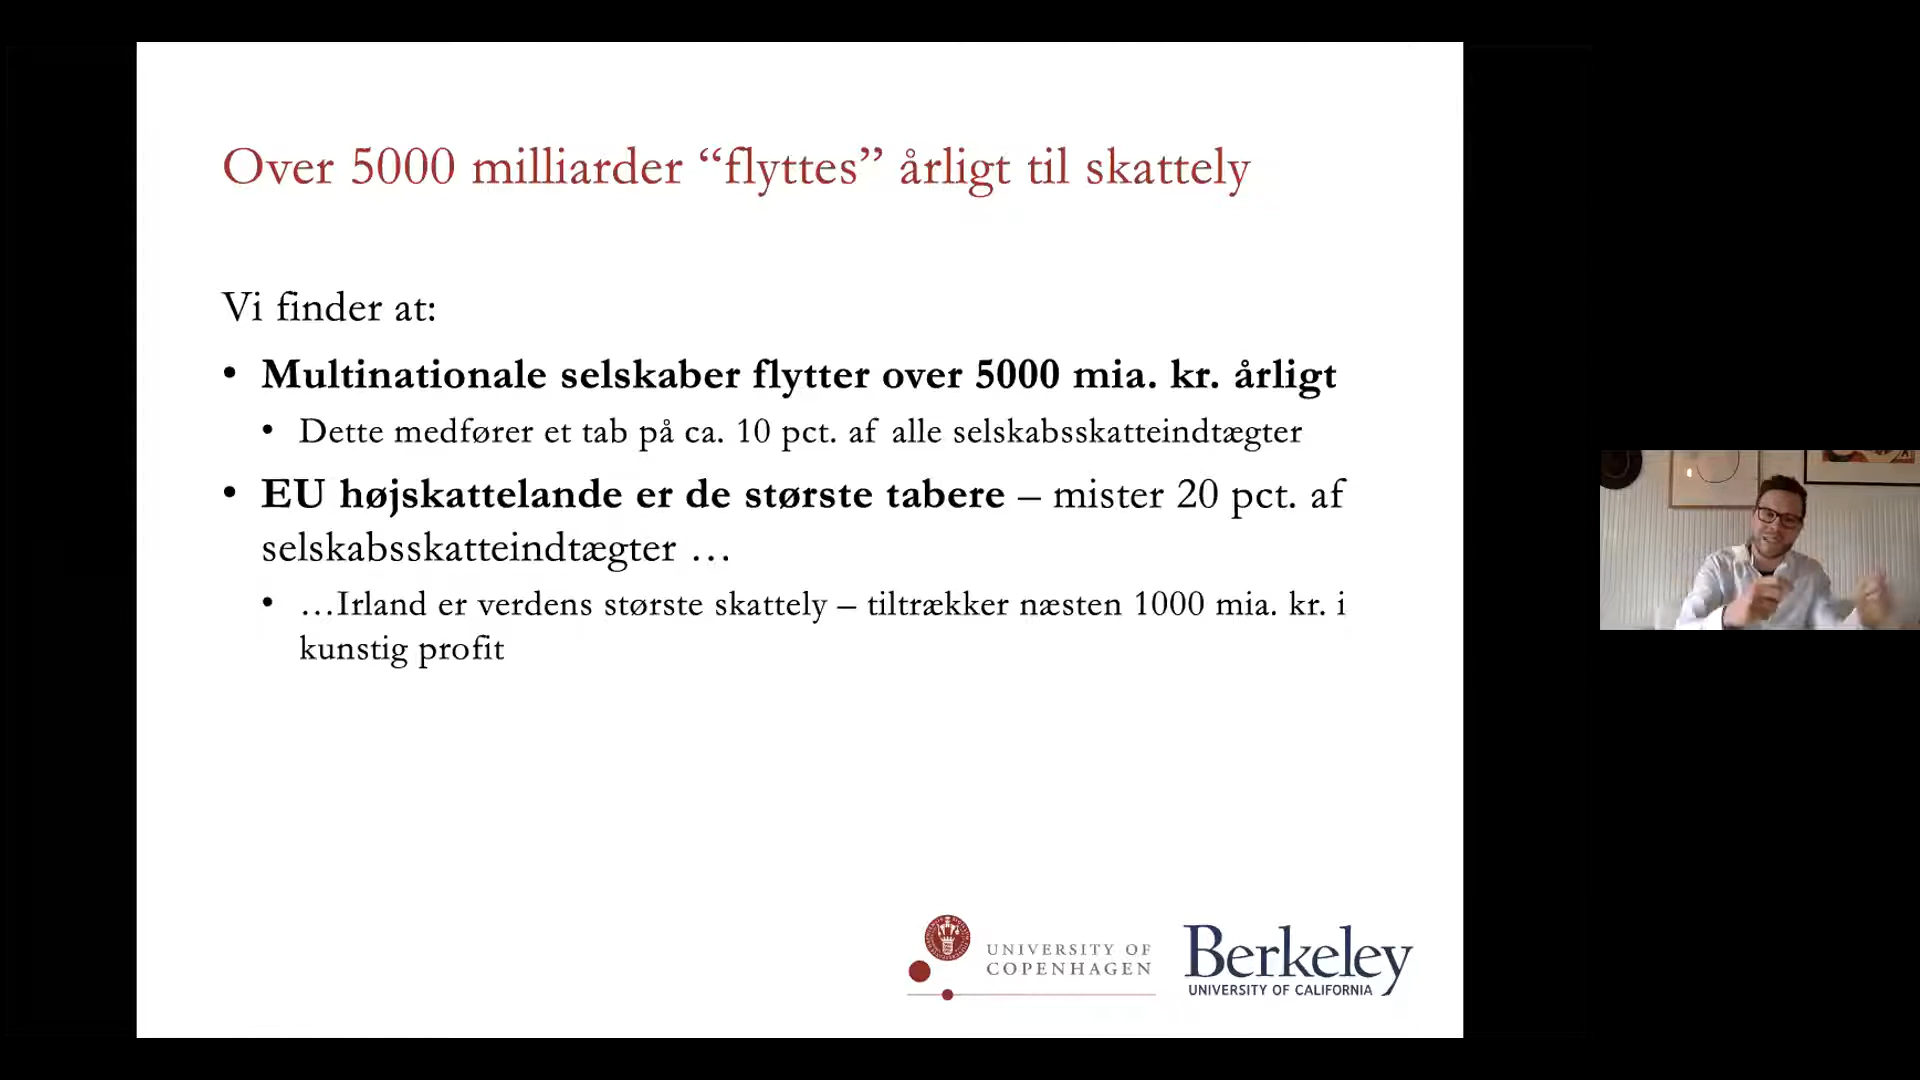 Over 5000 milliarder “flyttes” årligt til skattely
Vi finder at:
• Multinationale selskaber flytter over 5000 mia. kr. årligt
• Dette medfører et tab på ca. 10 pct. af alle selskabsskatteindtægter
• EU højskattelande er de største tabere – mister 20 pct. af
selskabsskatteindtægter …
• …Irland er verdens største skattely – tiltrækker næsten 1000 mia. kr. i
kunstig profit
UNIVERSITY OF
COPENHAGEN
Berkeley
UNIVERSITY OF CALIFORNIA